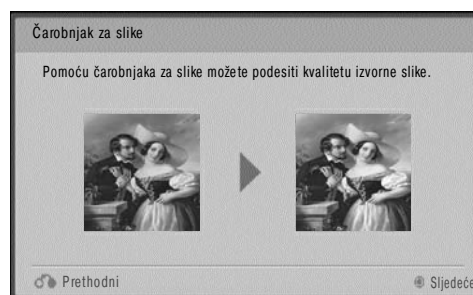 Čarobnjak za slike
Pomoću čarobnjaka za slike možete podesiti kvalitetu izvorne slike.
Prethodni
Sljedeće